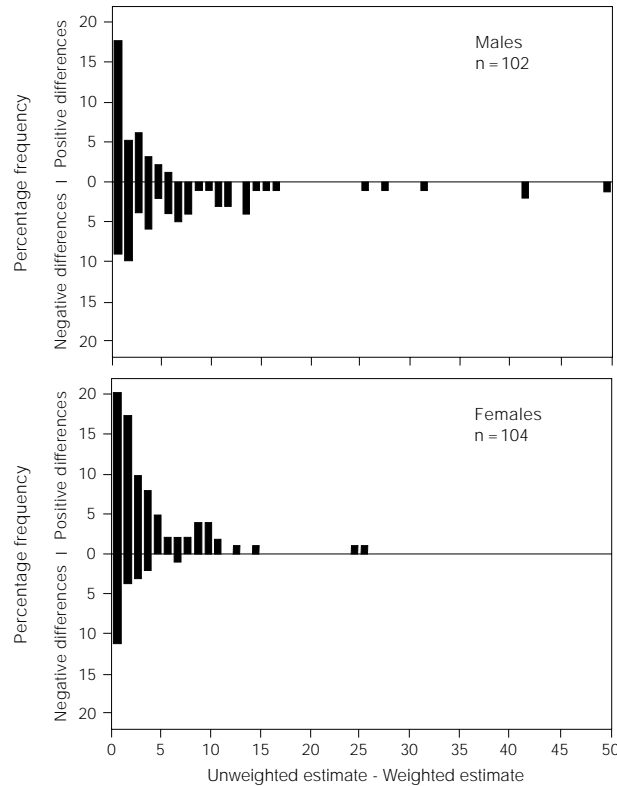 20
15
10
5
0
5
10
15
20
Percentage frequency
Negative differences I Positive differences
Males
n = 102
20
15
10
5
0
5
10
15
20
Percentage frequency
Negative differences I Positive differences
Females
n = 104
0 5 10 15 20 25 30 35 40 45 50
Unweighted estimate - Weighted estimate